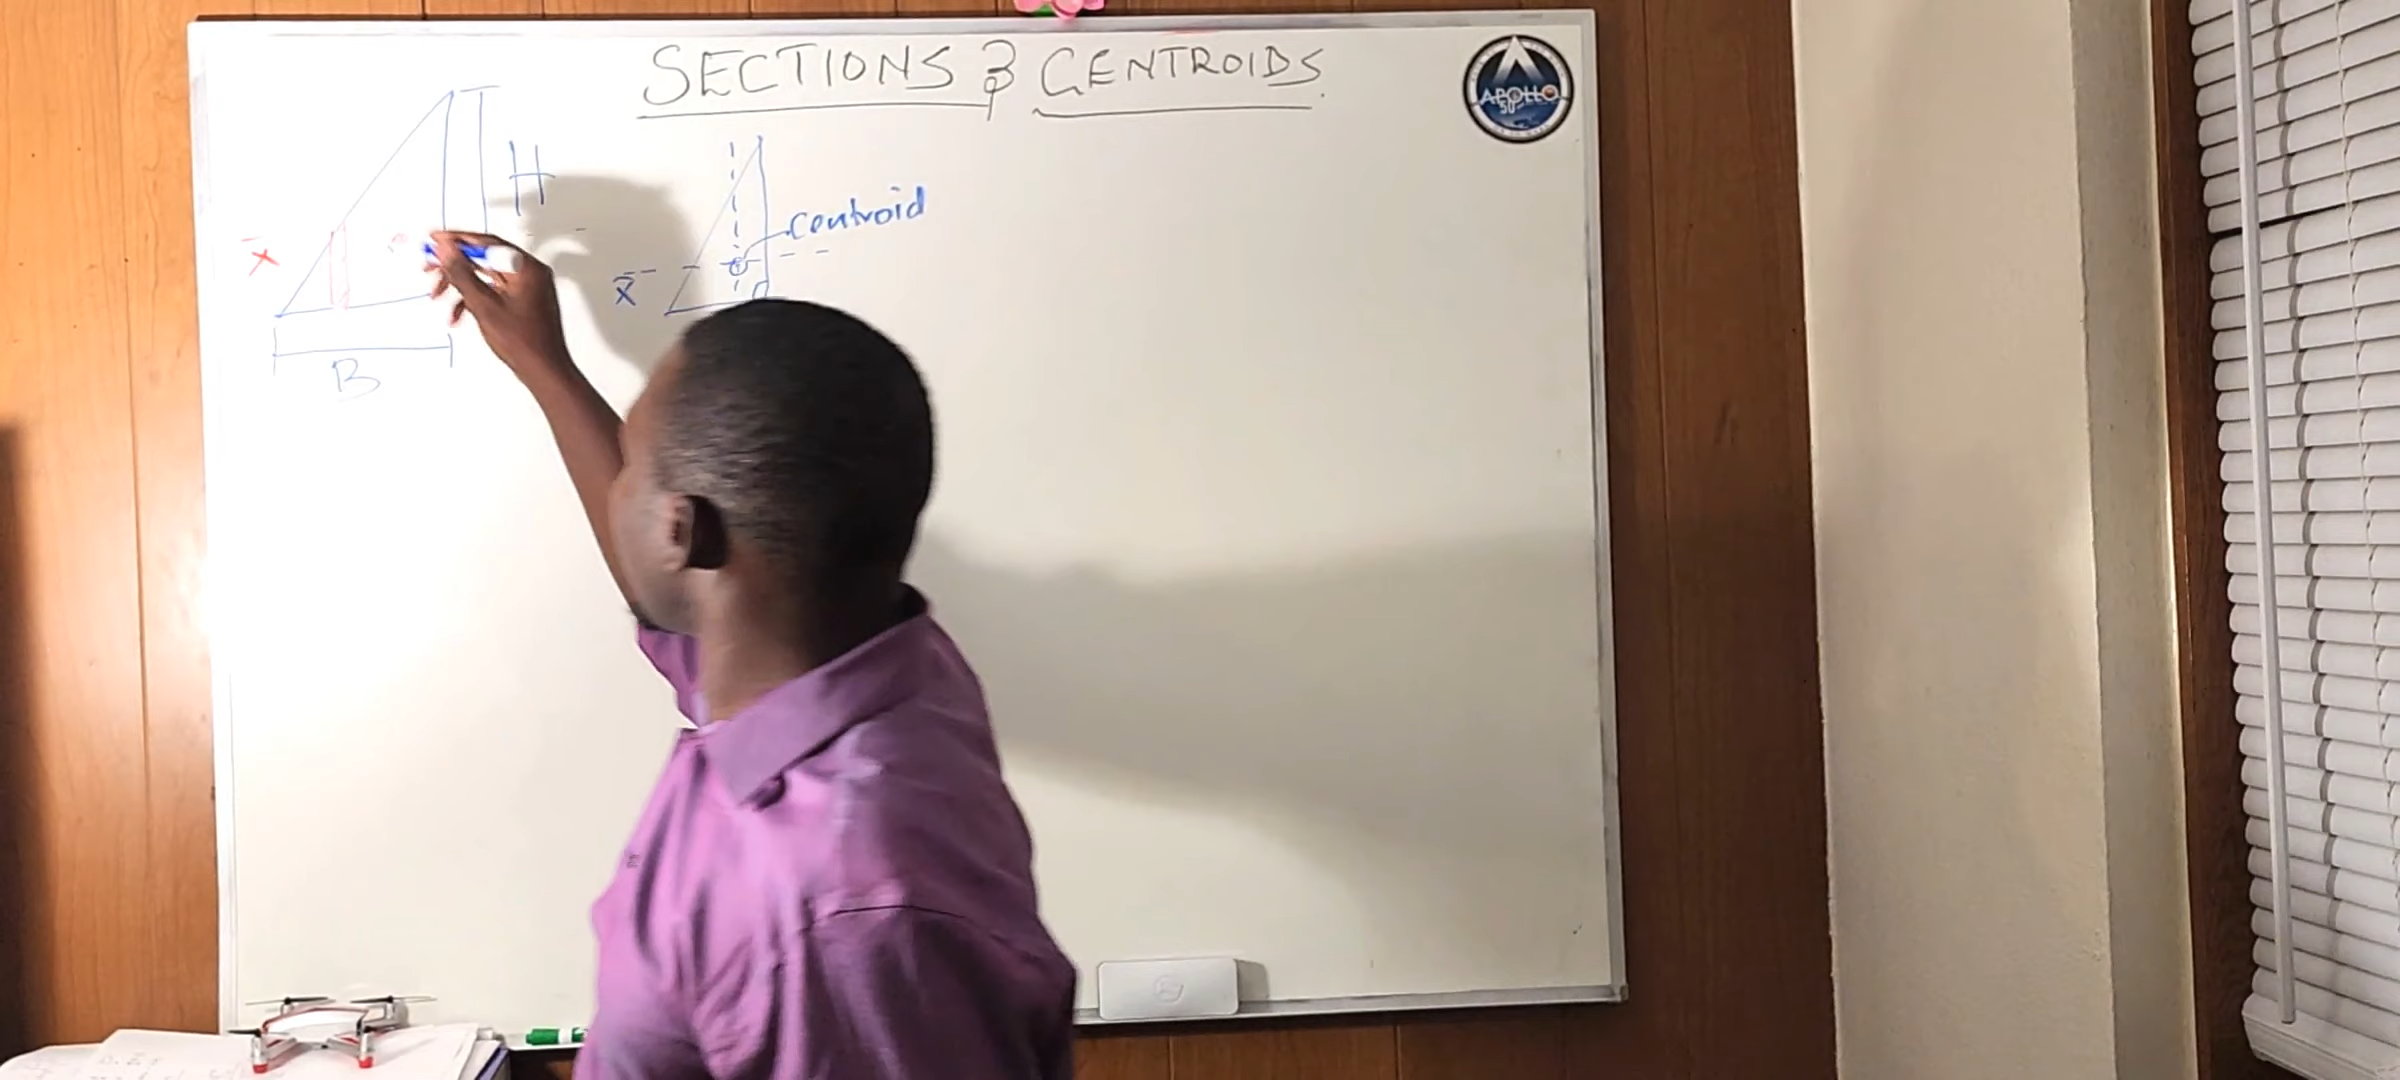 SECTIONS & CENTROIDS.
H
x̄
B
centroid
x̄
APOLLO
50